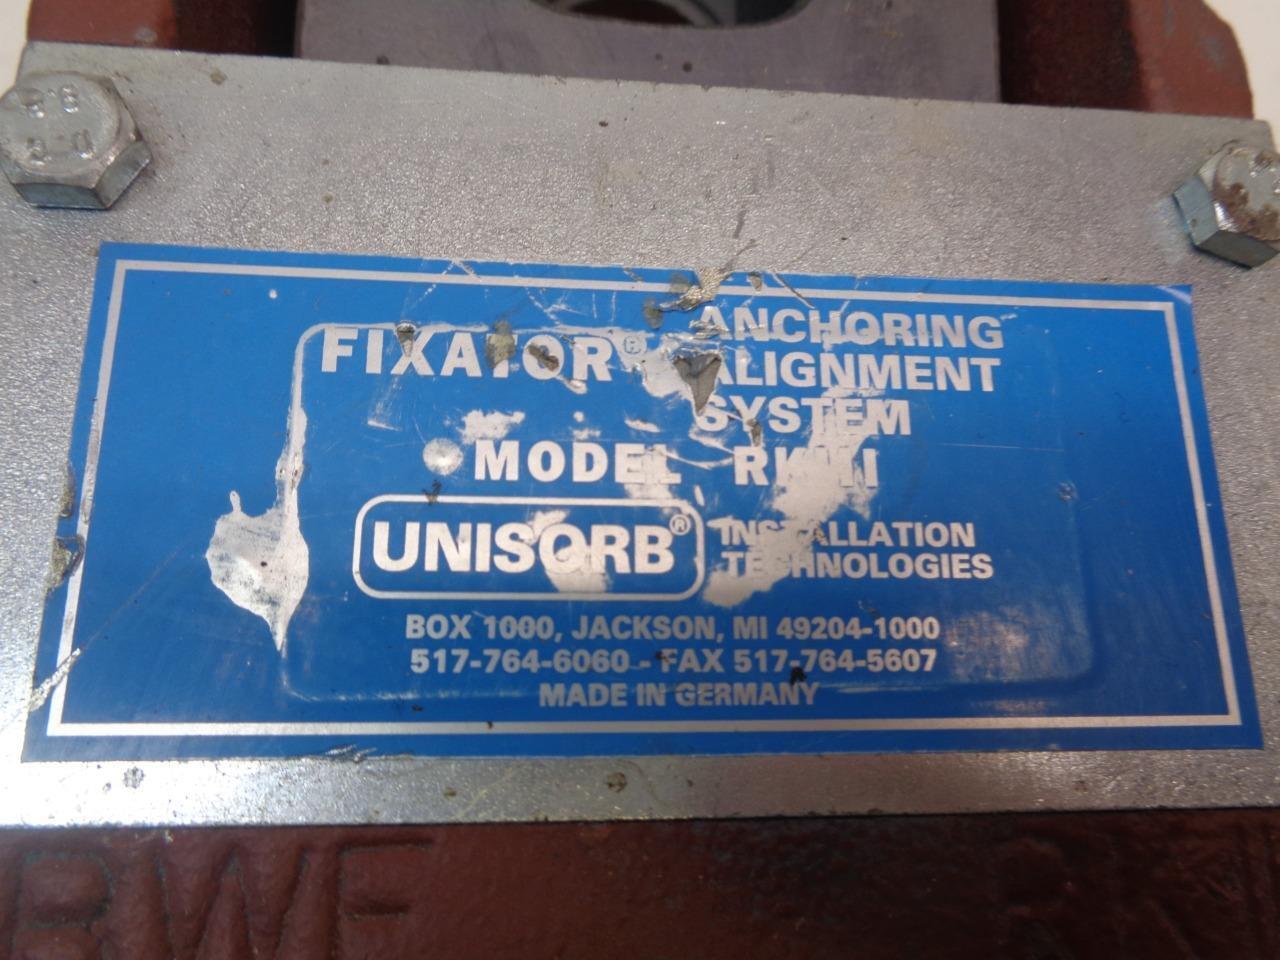 FIXATOR® ANCHORING
ALIGNMENT
SYSTEM
MODEL
UNISORB® INSTALLATION
TECHNOLOGIES
BOX 1000, JACKSON, MI 49204-1000
517-764-6060 - FAX 517-764-5607
MADE IN GERMANY
BWF